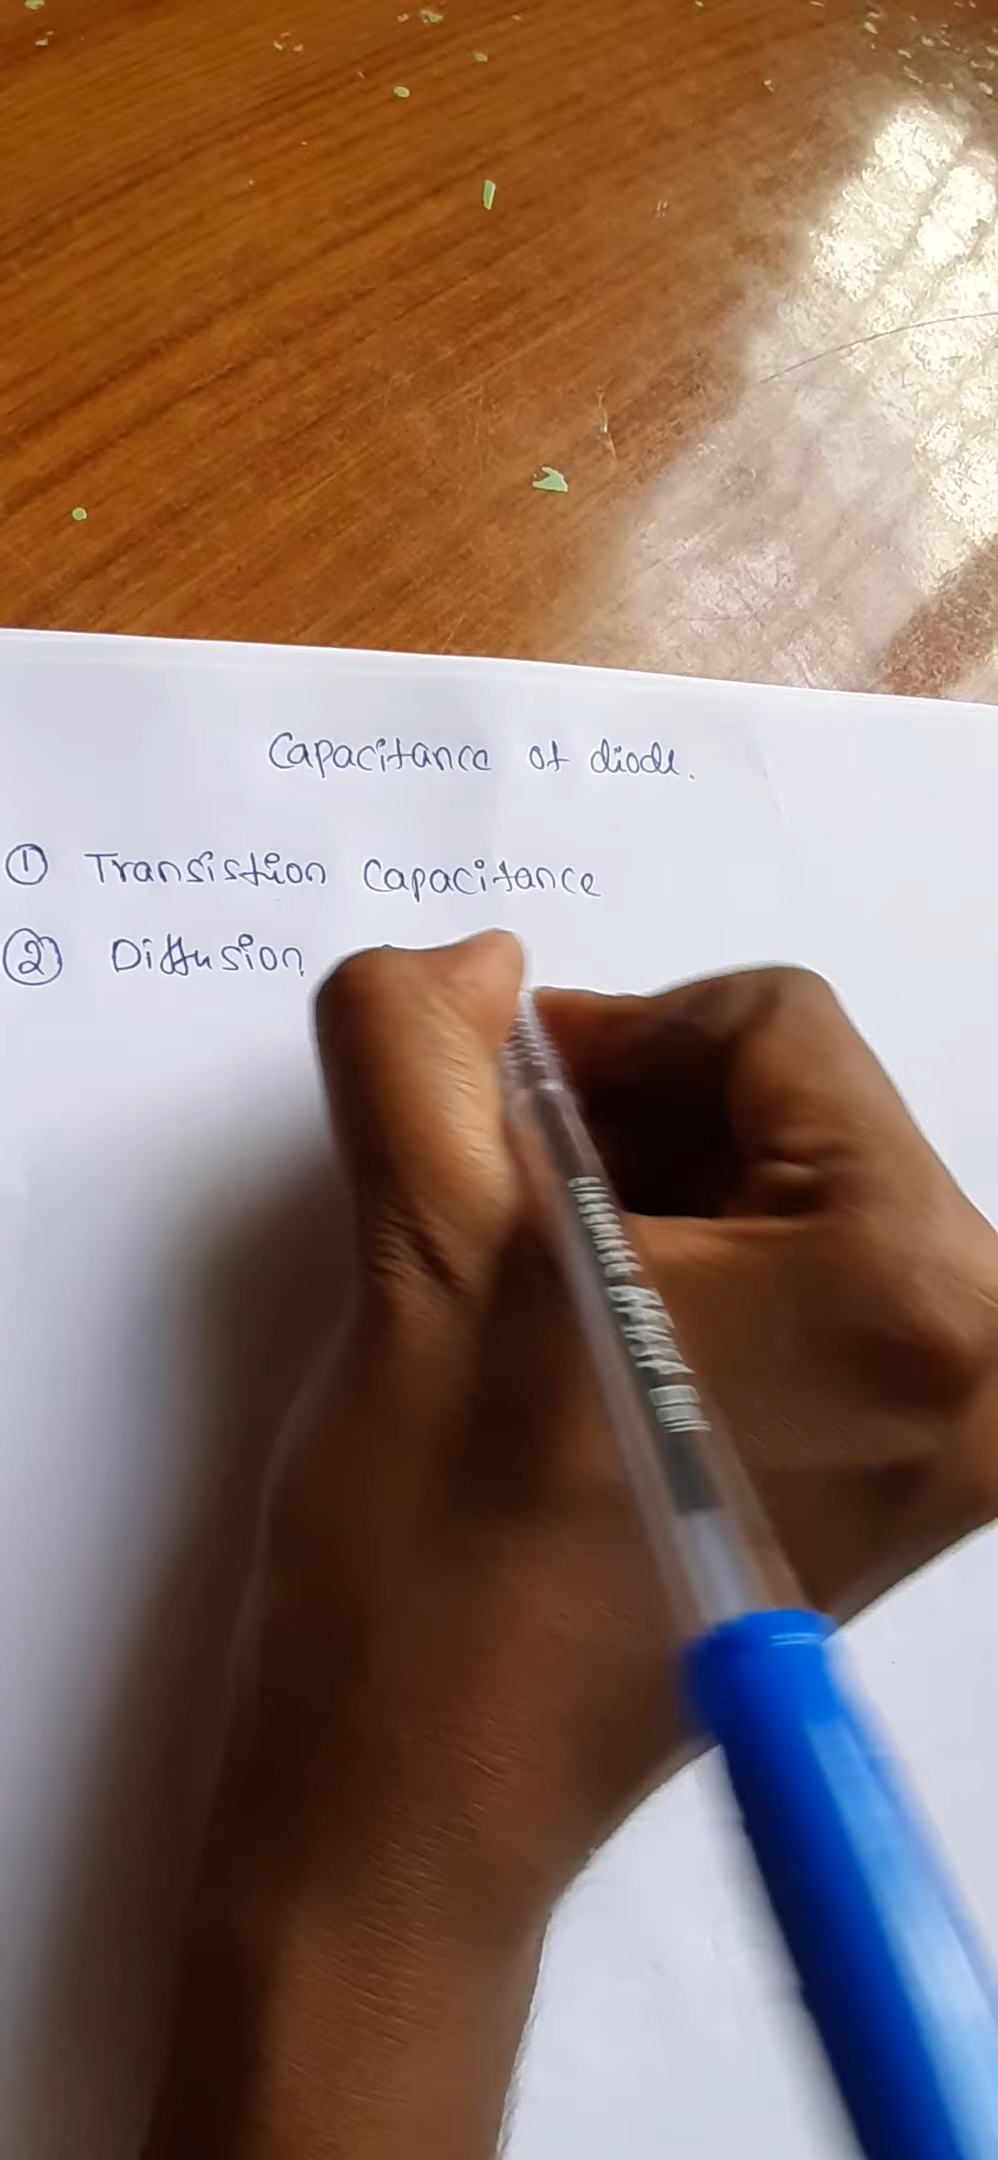 Capacitance of diode.
① Transistion Capacitance
② Diffusion